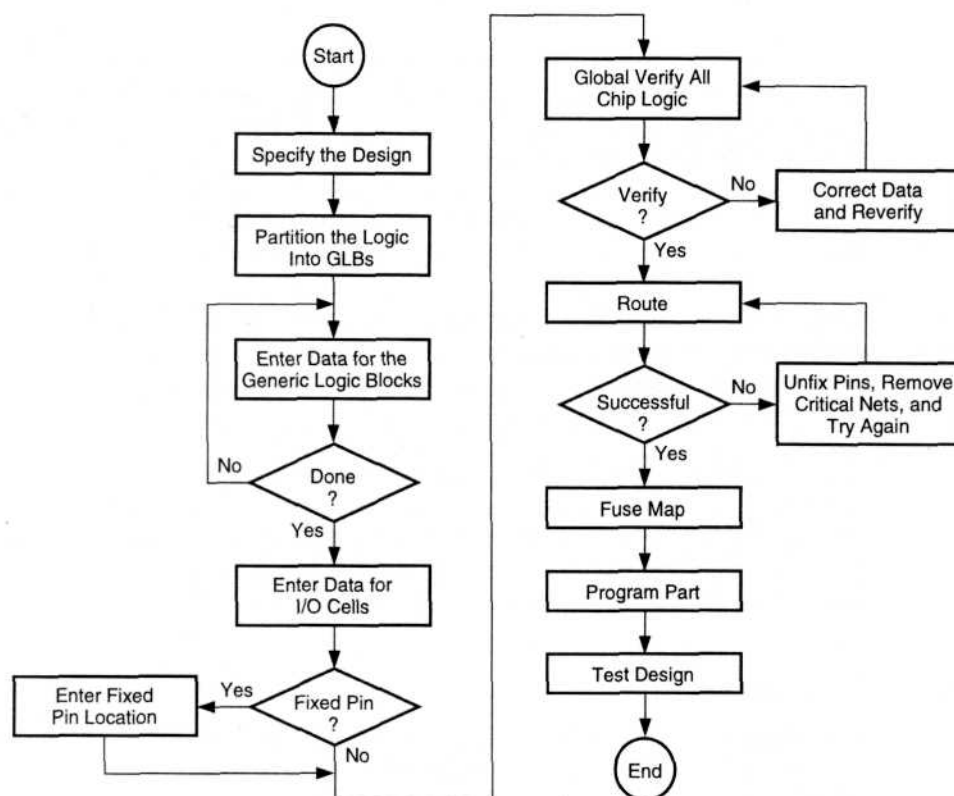 Start
Specify the Design
Partition the Logic
Into GLBs
Enter Data for the
Generic Logic Blocks
Done
?
No
Yes
Enter Data for
I/O Cells
Fixed Pin
?
Yes
Enter Fixed
Pin Location
No
Global Verify All
Chip Logic
Verify
?
No
Correct Data
and Reverify
Yes
Route
Successful
?
No
Unfix Pins, Remove
Critical Nets, and
Try Again
Yes
Fuse Map
Program Part
Test Design
End